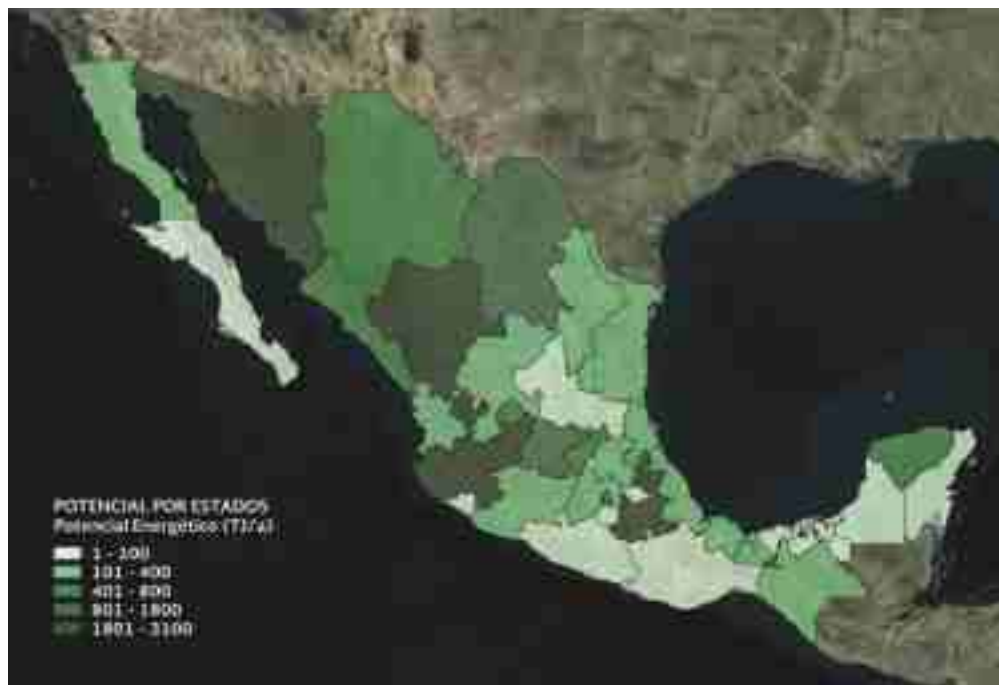 POTENCIAL POR ESTADOS
Potencial Energético (TJ/a)
1 - 100
101 - 400
401 - 800
801 - 1800
1801 - 3100